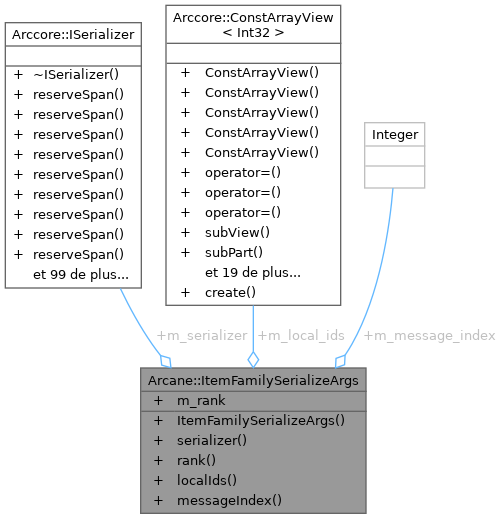 Arccore::ISerializer
+ ~ISerializer()
+ reserveSpan()
+ reserveSpan()
+ reserveSpan()
+ reserveSpan()
+ reserveSpan()
+ reserveSpan()
+ reserveSpan()
+ reserveSpan()
+ reserveSpan()
et 99 de plus...
Arccore::ConstArrayView
< Int32 >
+ ConstArrayView()
+ ConstArrayView()
+ ConstArrayView()
+ ConstArrayView()
+ ConstArrayView()
+ operator=()
+ operator=()
+ operator=()
+ subView()
+ subPart()
et 19 de plus...
+ create()
Integer
+m_serializer
+m_local_ids
+m_message_index
Arcane::ItemFamilySerializeArgs
+ m_rank
+ ItemFamilySerializeArgs()
+ serializer()
+ rank()
+ localIds()
+ messageIndex()